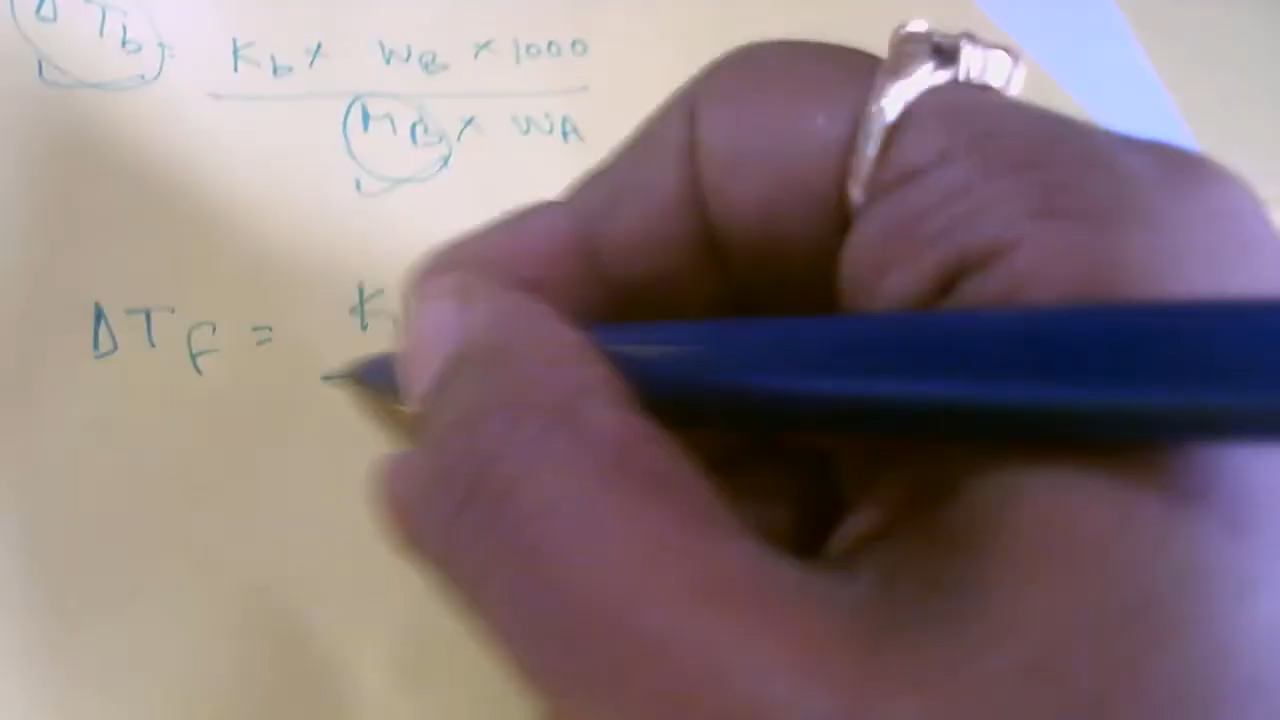 ΔTb = Kb × WB × 1000
MB × WA
ΔTf = K